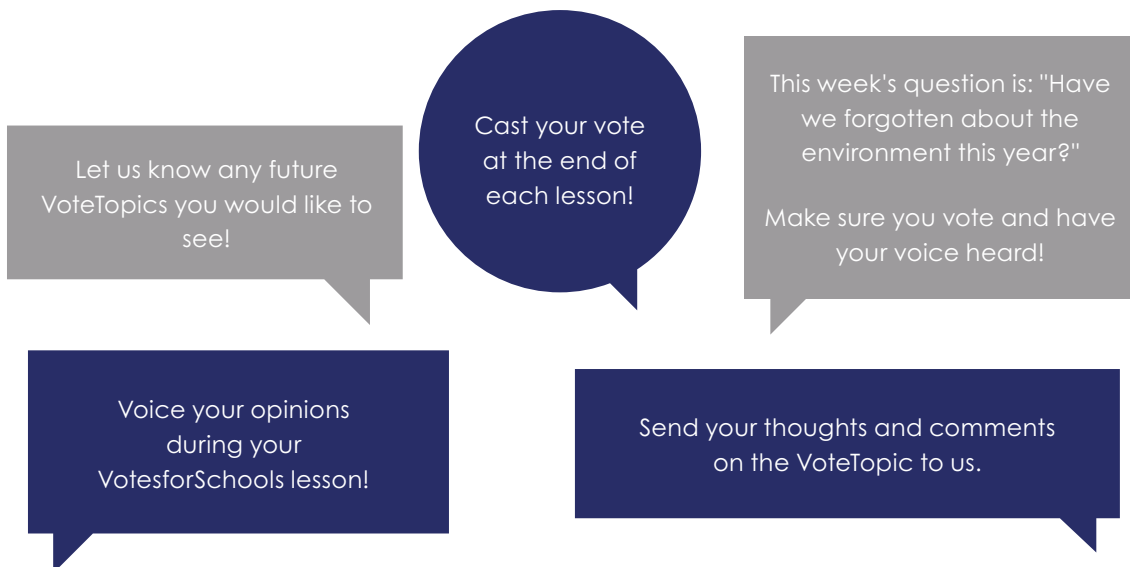 Let us know any future
VoteTopics you would like to
see!
Cast your vote
at the end of
each lesson!
This week's question is: "Have
we forgotten about the
environment this year?"
Make sure you vote and have
your voice heard!
Voice your opinions
during your
VotesforSchools lesson!
Send your thoughts and comments
on the VoteTopic to us.